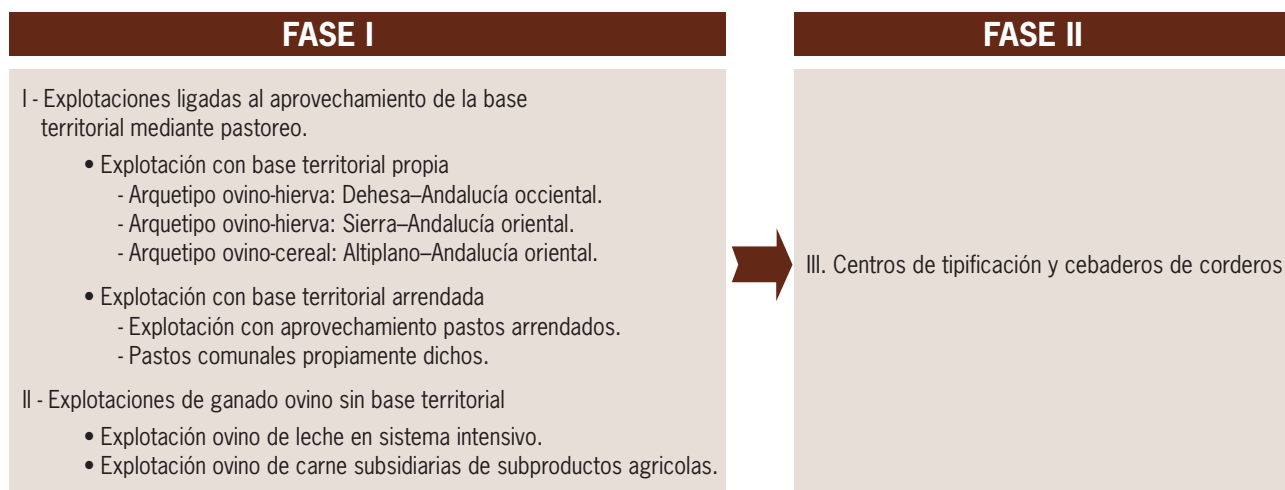 FASE I
I - Explotaciones ligadas al aprovechamiento de la base
territorial mediante pastoreo.
• Explotación con base territorial propia
- Arquetipo ovino-hierva: Dehesa–Andalucía occiental.
- Arquetipo ovino-hierva: Sierra–Andalucía oriental.
- Arquetipo ovino-cereal: Altiplano–Andalucía oriental.
• Explotación con base territorial arrendada
- Explotación con aprovechamiento pastos arrendados.
- Pastos comunales propiamente dichos.
II - Explotaciones de ganado ovino sin base territorial
• Explotación ovino de leche en sistema intensivo.
• Explotación ovino de carne subsidiarias de subproductos agricolas.
FASE II
III. Centros de tipificación y cebaderos de corderos